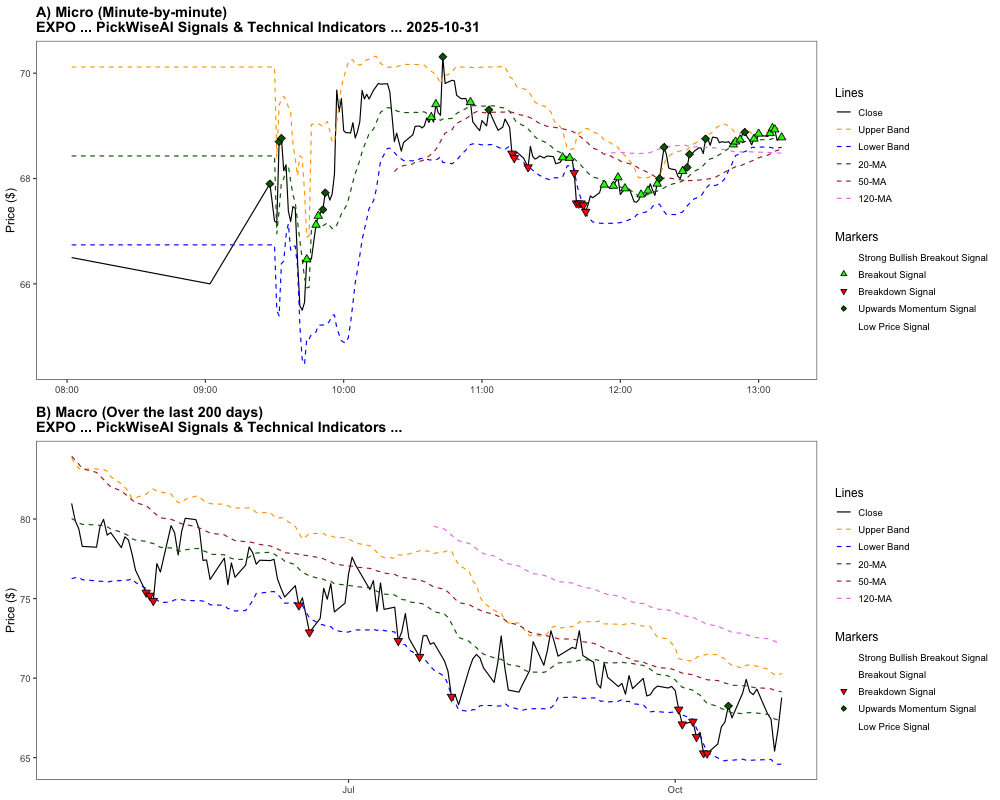 A) Micro (Minute-by-minute)
EXPO ... PickWiseAI Signals & Technical Indicators ... 2025-10-31
Price ($)
70
68
66
08:00
09:00
10:00
11:00
12:00
13:00
Lines
Close
Upper Band
Lower Band
20-MA
50-MA
120-MA
Markers
Strong Bullish Breakout Signal
Breakout Signal
Breakdown Signal
Upwards Momentum Signal
Low Price Signal
B) Macro (Over the last 200 days)
EXPO ... PickWiseAI Signals & Technical Indicators ...
Price ($)
80
75
70
65
Jul
Oct
Lines
Close
Upper Band
Lower Band
20-MA
50-MA
120-MA
Markers
Strong Bullish Breakout Signal
Breakout Signal
Breakdown Signal
Upwards Momentum Signal
Low Price Signal